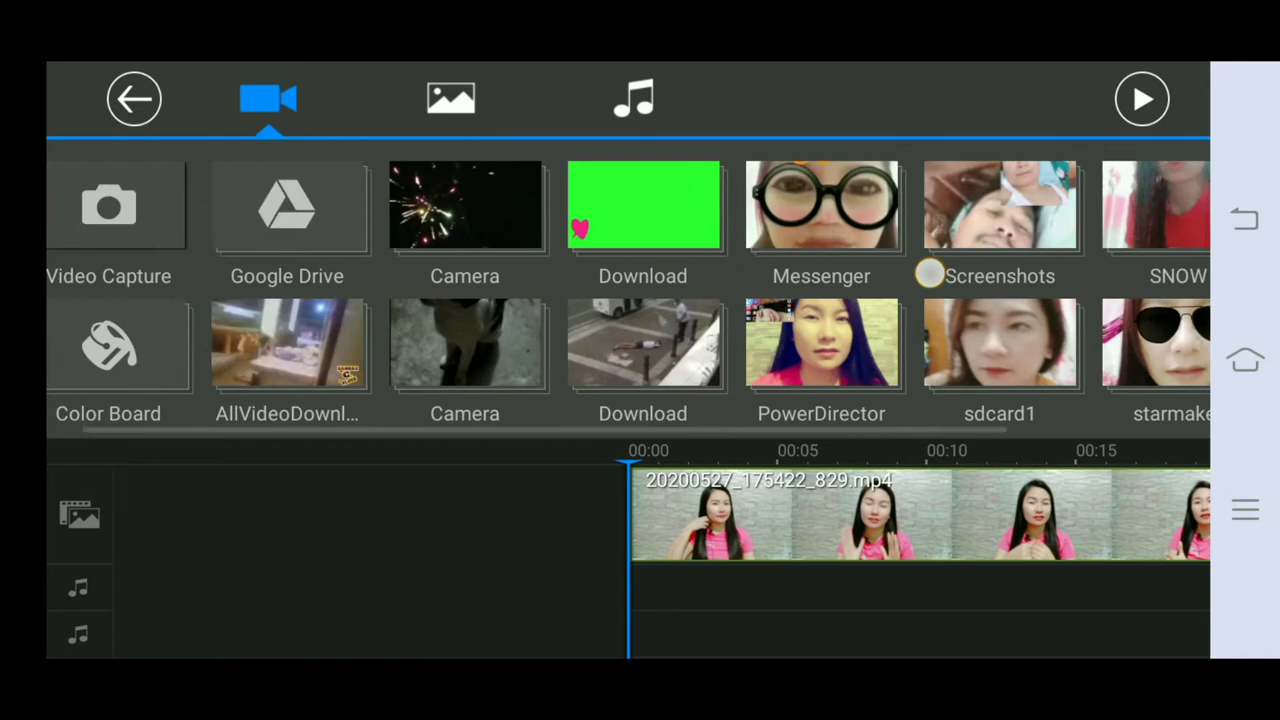 Video Capture
Google Drive
Camera
Download
Messenger
Screenshots
SNOW
Color Board
AllVideoDownl...
Camera
Download
PowerDirector
sdcard1
starmake
00:00
00:05
00:10
00:15
20200527_175422_829.mp4